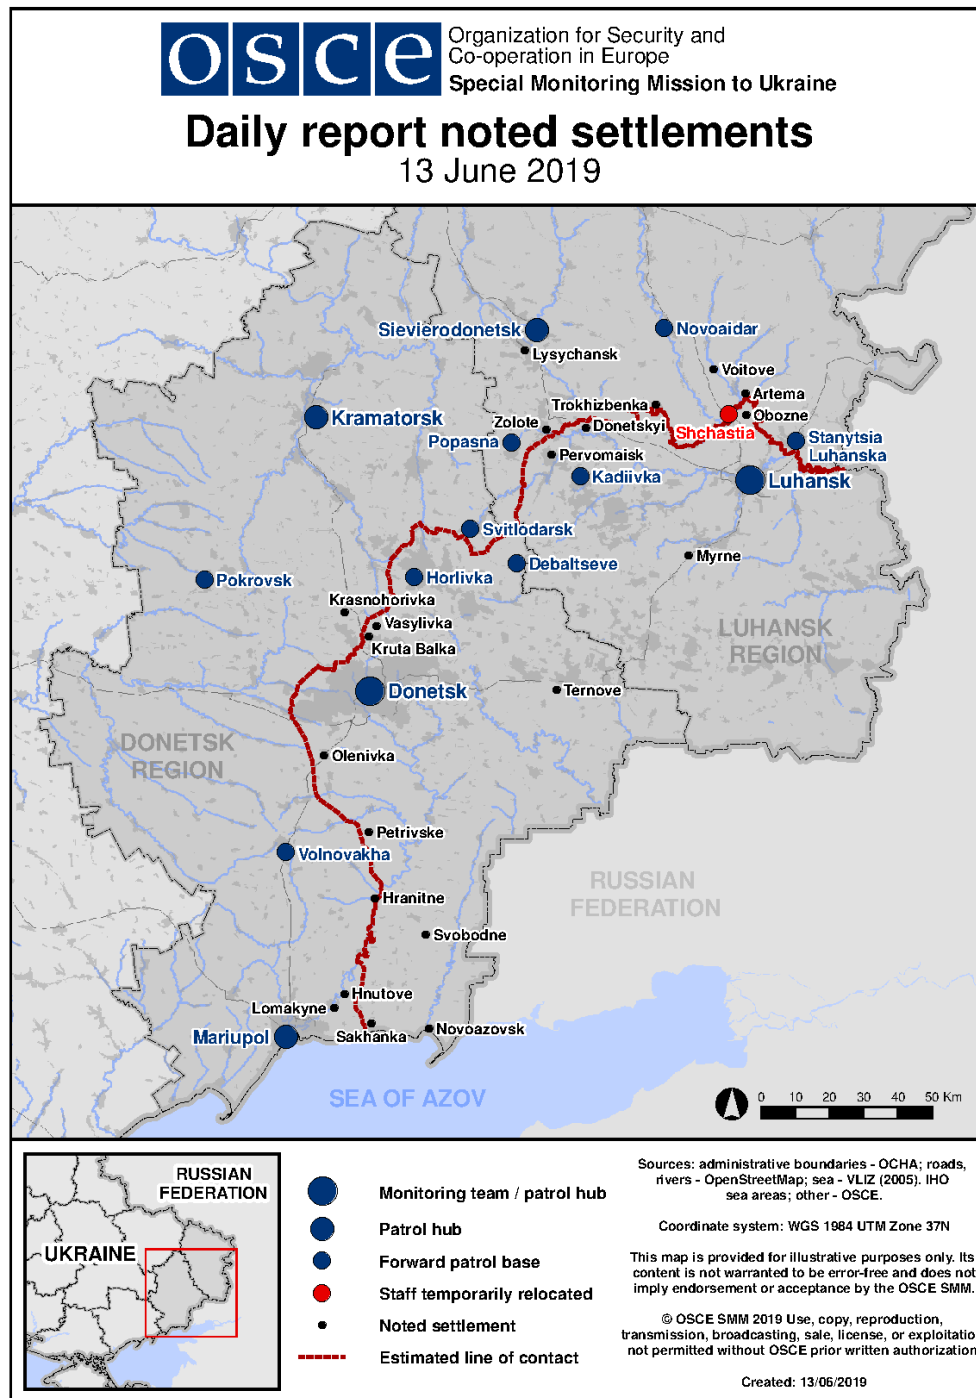 osce
Organization for Security and
Co-operation in Europe
Special Monitoring Mission to Ukraine
Daily report noted settlements
13 June 2019
Sievierodonetsk
Novoaidar
Lysychansk
Voitove
Artema
Trokhizbenka
Kramatorsk
Obozne
Zolote
Donetskyi
Shchastia
Popasna
Stanytsia
Luhanska
Pervomaisk
Kadiivka
Luhansk
Svitlodarsk
Myrne
Debaltseve
Pokrovsk
Horlivka
Krasnohorivka
Vasylivka
LUHANSK
REGION
Kruta Balka
Donetsk
Ternove
DONETSK
REGION
Olenivka
Petrivske
Volnovakha
RUSSIAN
FEDERATION
Hranitne
Svobodne
Hnutove
Lomakyne
Mariupol
Sakhanka
Novoazovsk
SEA OF AZOV
0 10 20 30 40 50 Km
RUSSIAN
FEDERATION
UKRAINE
Monitoring team / patrol hub
Patrol hub
Forward patrol base
Staff temporarily relocated
Noted settlement
Estimated line of contact
Sources: administrative boundaries - OCHA; roads,
rivers - OpenStreetMap; sea - VLIZ (2005). IHO
sea areas; other - OSCE.
Coordinate system: WGS 1984 UTM Zone 37N
This map is provided for illustrative purposes only. Its
content is not warranted to be error-free and does not
imply endorsement or acceptance by the OSCE SMM.
© OSCE SMM 2019 Use, copy, reproduction,
transmission, broadcasting, sale, license, or exploitatio
not permitted without OSCE prior written authorization
Created: 13/06/2019